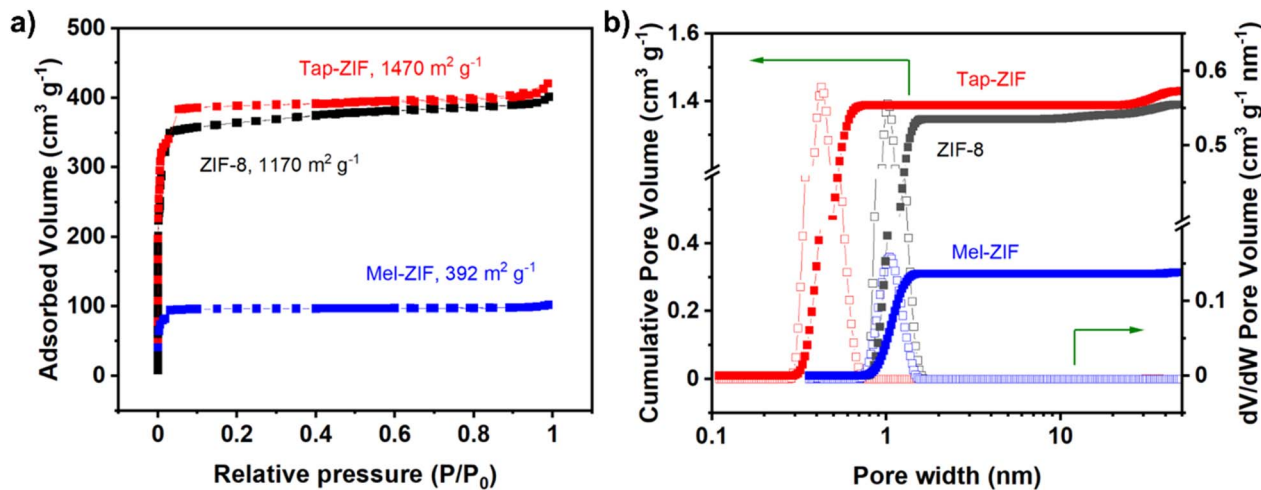 a)
Adsorbed Volume (cm³ g⁻¹)
500
400
300
200
100
0
Tap-ZIF, 1470 m² g⁻¹
ZIF-8, 1170 m² g⁻¹
Mel-ZIF, 392 m² g⁻¹
0
0.2
0.4
0.6
0.8
1
Relative pressure (P/P₀)
b)
Cumulative Pore Volume (cm³ g⁻¹)
1.6
1.4
0.4
0.3
0.2
0.1
0
Tap-ZIF
ZIF-8
Mel-ZIF
0.1
1
10
Pore width (nm)
0.6
0.5
0.1
0
dV/dW Pore Volume (cm³ g⁻¹ nm⁻¹)